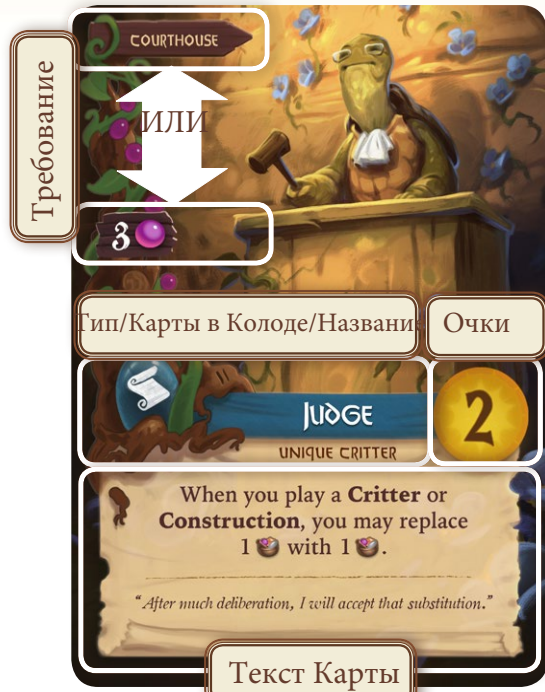 COURTHOUSE
Требование
ИЛИ
3
Тип/Карты в Колоде/Названи
Очки
JUDGE
2
UNIQUE CRITTER
When you play a Critter or
Construction, you may replace
1 with 1 .
“After much deliberation, I will accept that substitution.”
Текст Карты